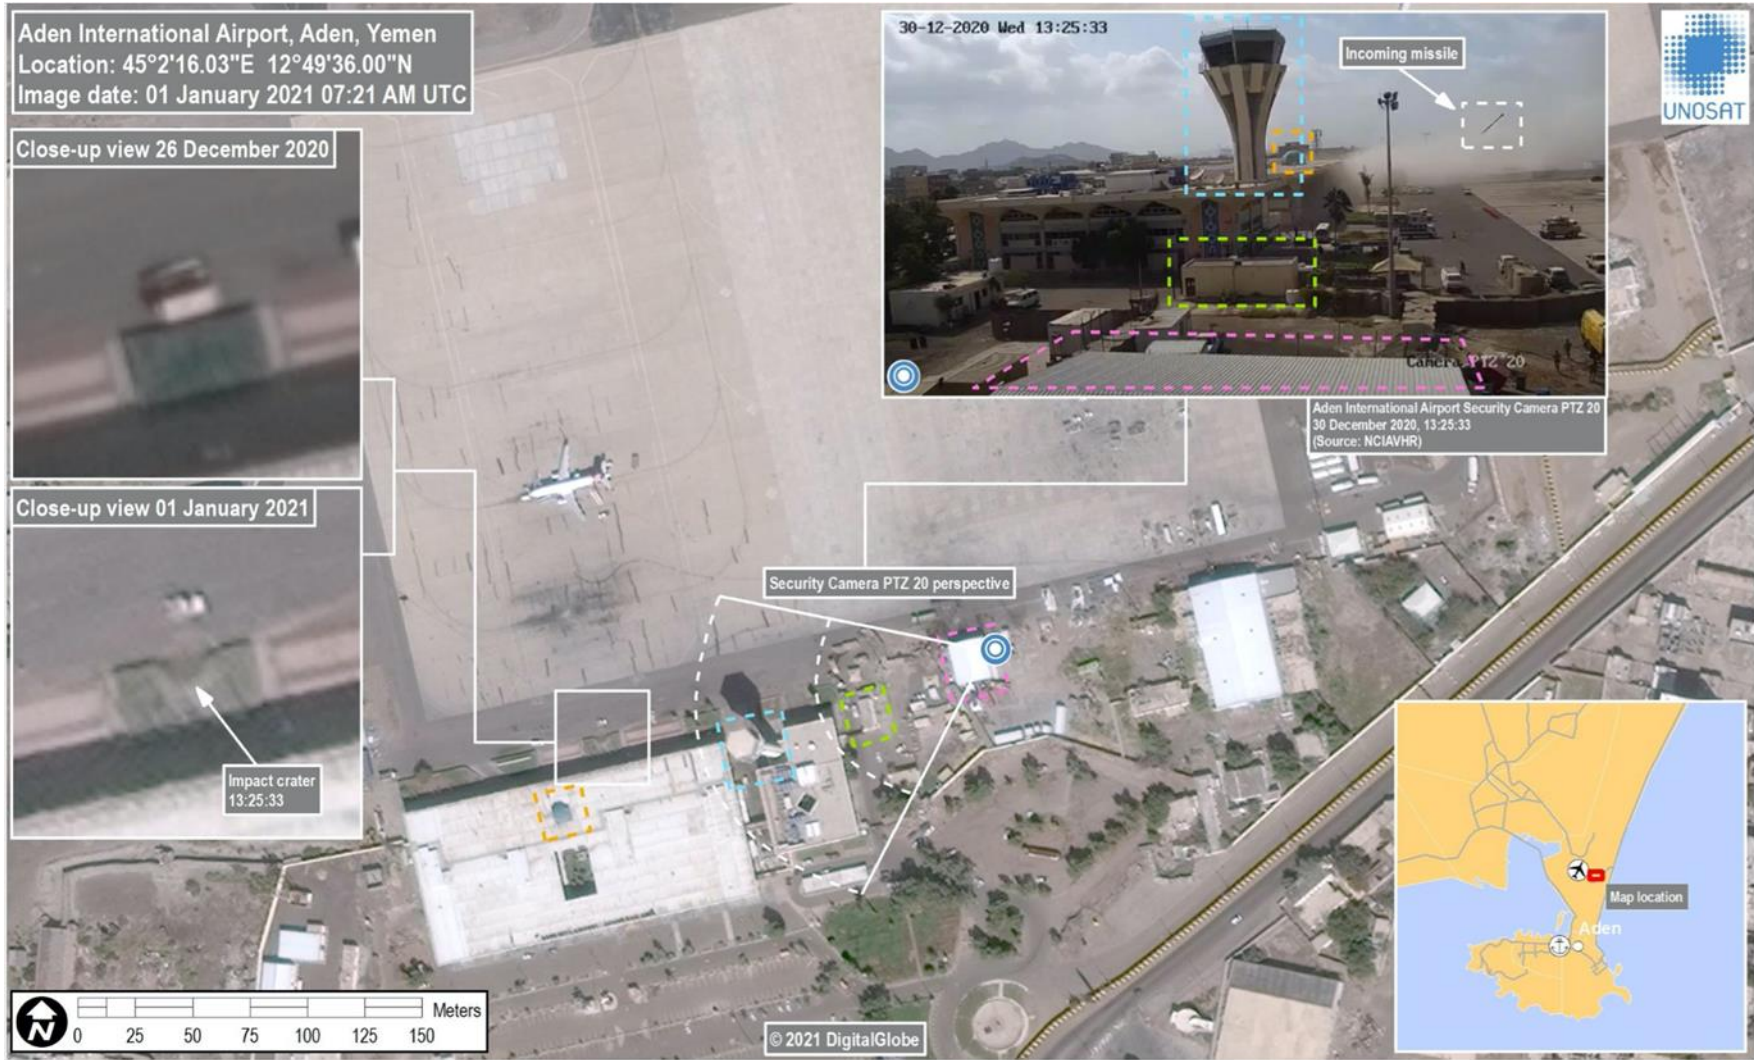 Aden International Airport, Aden, Yemen
Location: 45°2'16.03"E 12°49'36.00"N
Image date: 01 January 2021 07:21 AM UTC
Close-up view 26 December 2020
Close-up view 01 January 2021
Impact crater
13:25:33
30-12-2020 Wed 13:25:33
Incoming missile
Camera PTZ 20
UNOSAT
Aden International Airport Security Camera PTZ 20
30 December 2020, 13:25:33
(Source: NCIAVHR)
Security Camera PTZ 20 perspective
Map location
Aden
N
0 25 50 75 100 125 150 Meters
© 2021 DigitalGlobe